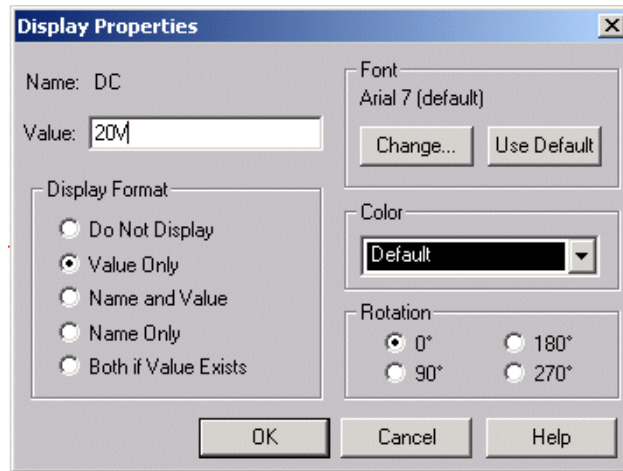 Display Properties
Name: DC
Value: 20V
Display Format
Do Not Display
Value Only
Name and Value
Name Only
Both if Value Exists
Font
Arial 7 (default)
Change...
Use Default
Color
Default
Rotation
0° 180°
90° 270°
OK Cancel Help